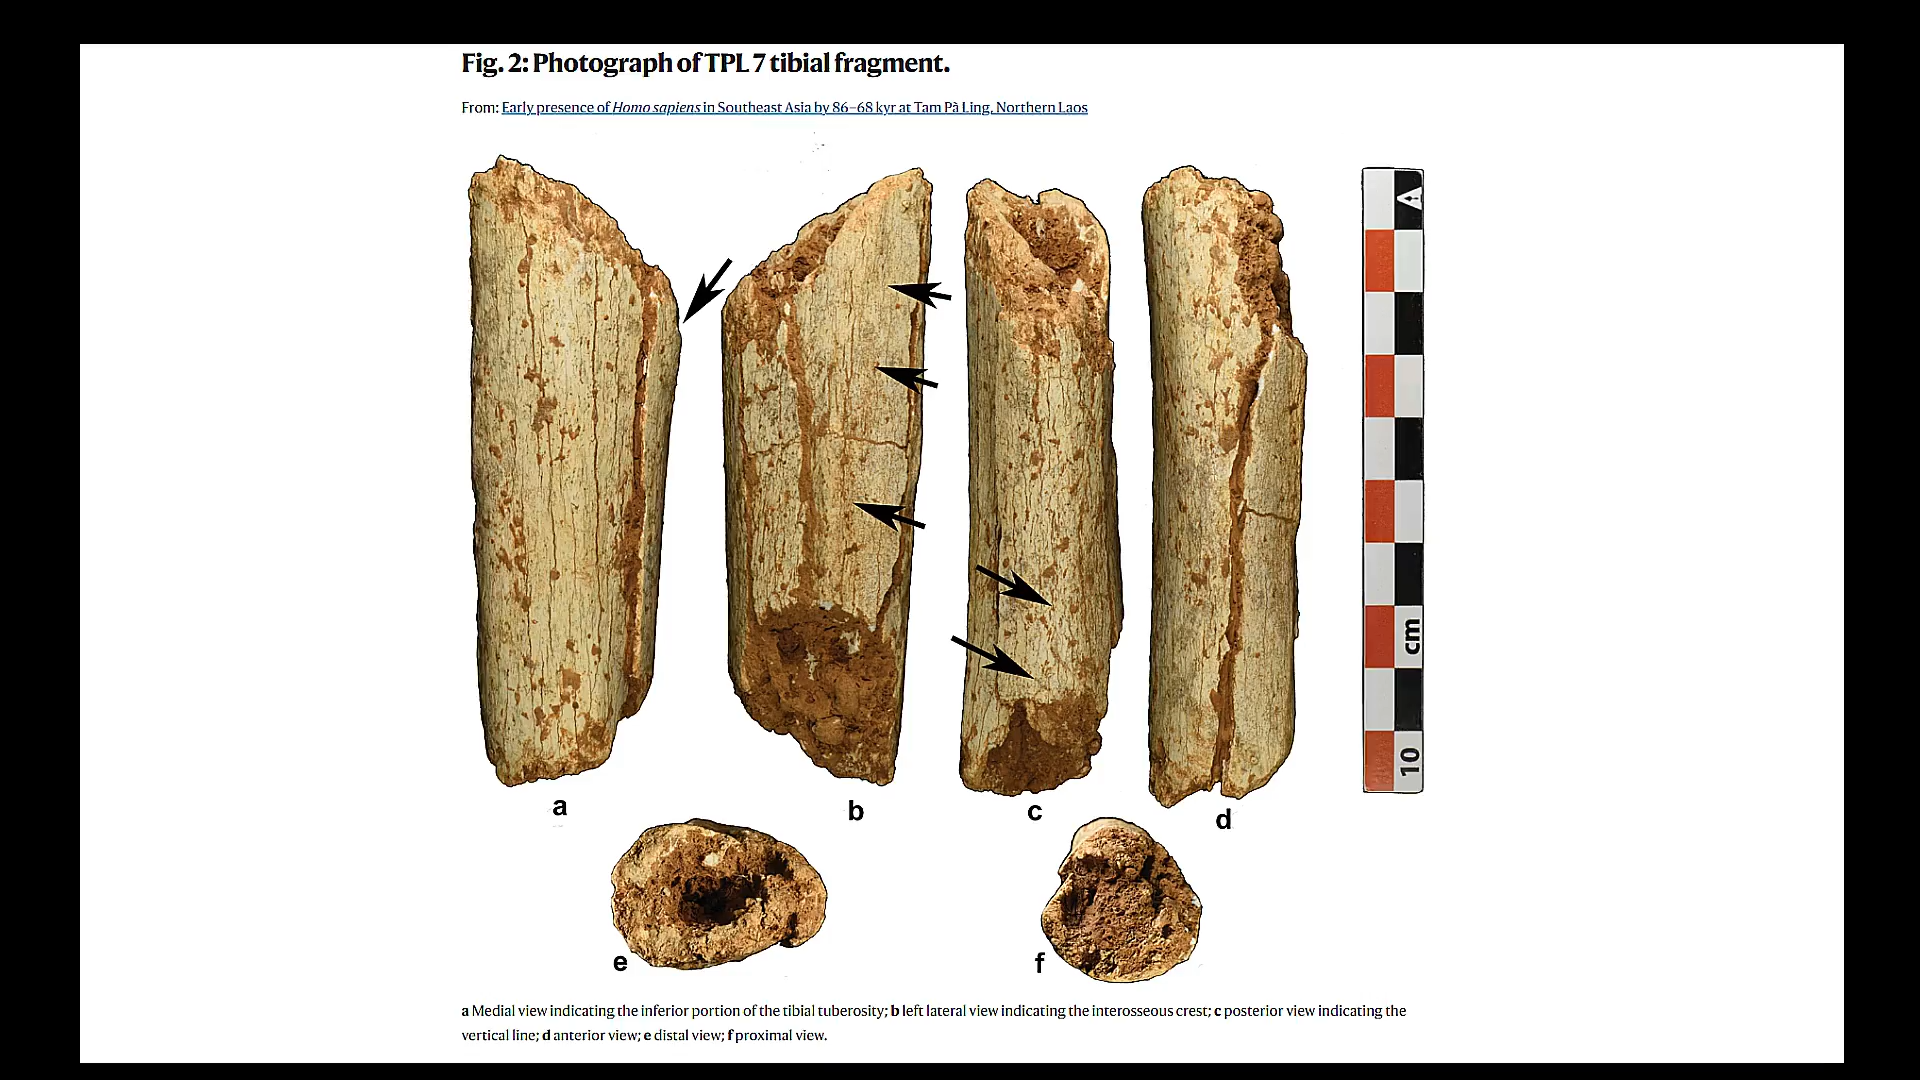 Fig. 2: Photograph of TPL 7 tibial fragment.
From: Early presence of Homo sapiens in Southeast Asia by 86–68 kyr at Tam Pà Ling, Northern Laos
cm
10
a
b
c
d
e
f
a Medial view indicating the inferior portion of the tibial tuberosity; b left lateral view indicating the interosseous crest; c posterior view indicating the
vertical line; d anterior view; e distal view; f proximal view.